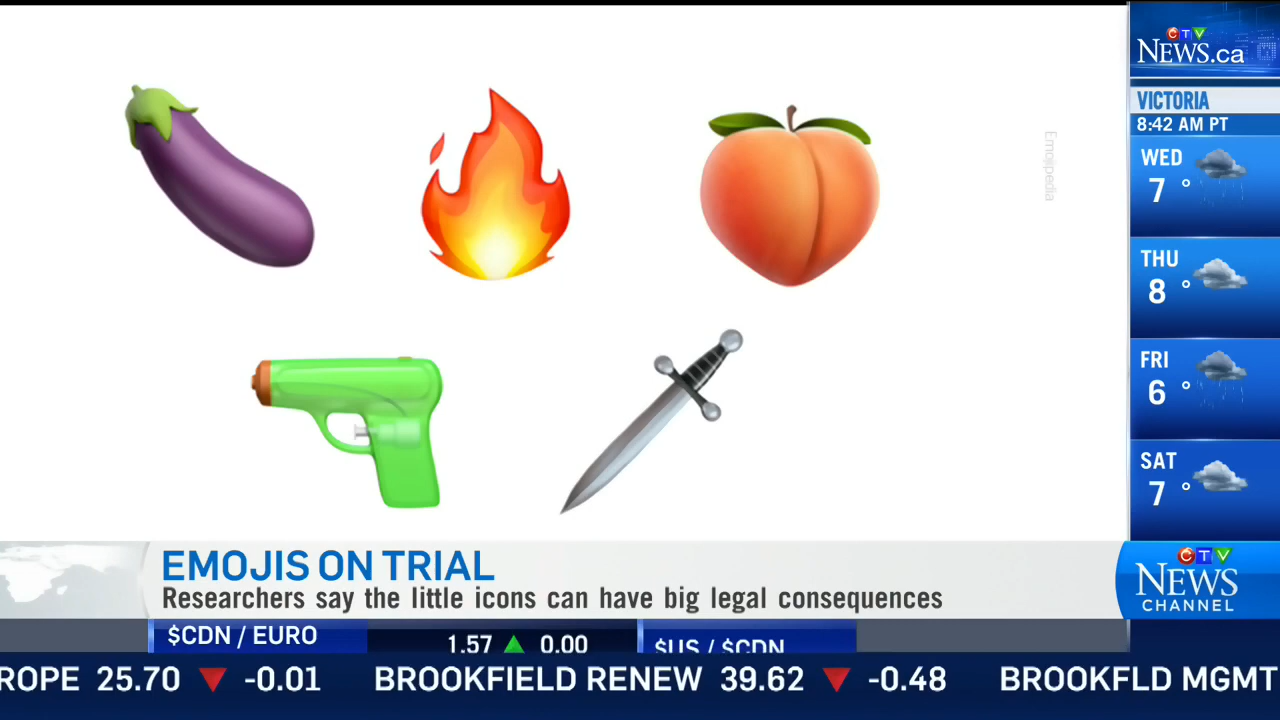 Emojipedia
CTV
NEWS.ca
VICTORIA
8:42 AM PT
WED
7°
THU
8°
FRI
6°
SAT
7°
EMOJIS ON TRIAL
Researchers say the little icons can have big legal consequences
CTV
NEWS
CHANNEL
$CDN / EURO 1.57 ▲ 0.00 $US / $CDN
ROPE 25.70 ▼ -0.01 BROOKFIELD RENEW 39.62 ▼ -0.48 BROOKFLD MGMT